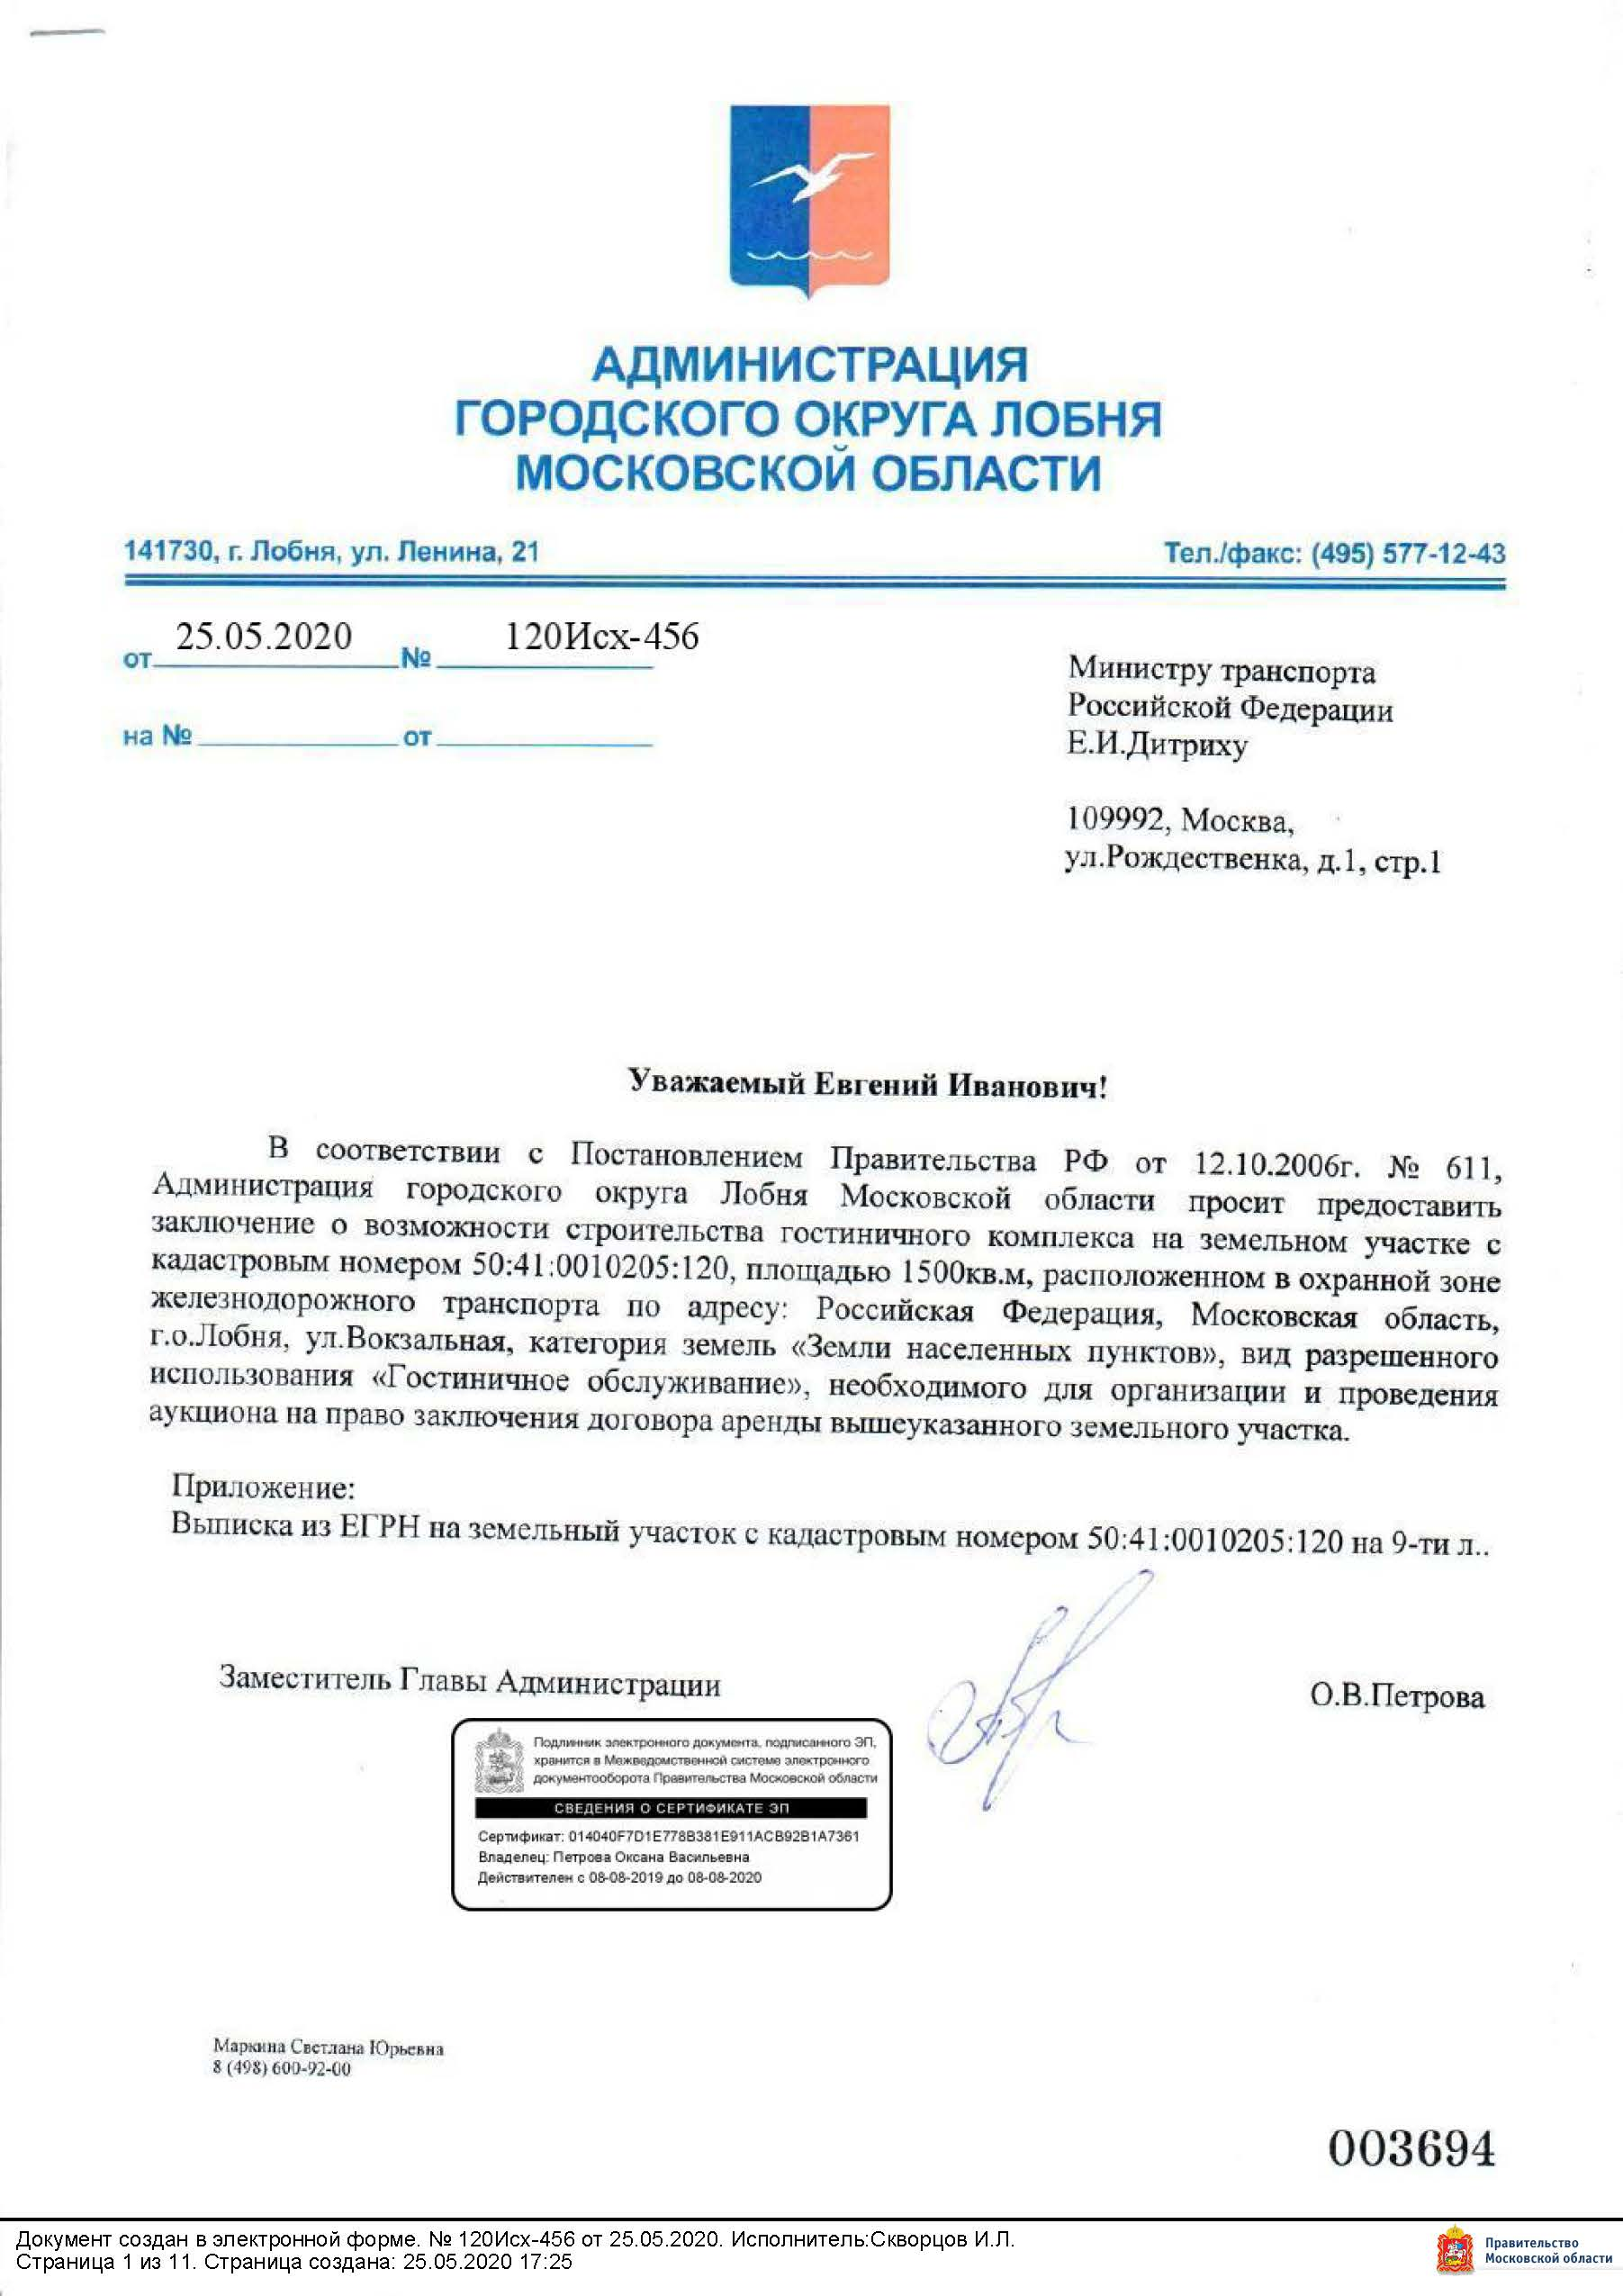 АДМИНИСТРАЦИЯ
ГОРОДСКОГО ОКРУГА ЛОБНЯ
МОСКОВСКОЙ ОБЛАСТИ
141730, г. Лобня, ул. Ленина, 21
Тел./факс: (495) 577-12-43
от 25.05.2020 № 120Исх-456
на № от
Министру транспорта
Российской Федерации
Е.И.Дитриху
109992, Москва,
ул.Рождественка, д.1, стр.1
Уважаемый Евгений Иванович!
В соответствии с Постановлением Правительства РФ от 12.10.2006г. № 611,
Администрация городского округа Лобня Московской области просит предоставить
заключение о возможности строительства гостиничного комплекса на земельном участке с
кадастровым номером 50:41:0010205:120, площадью 1500кв.м, расположенном в охранной зоне
железнодорожного транспорта по адресу: Российская Федерация, Московская область,
г.о.Лобня, ул.Вокзальная, категория земель «Земли населенных пунктов», вид разрешенного
использования «Гостиничное обслуживание», необходимого для организации и проведения
аукциона на право заключения договора аренды вышеуказанного земельного участка.
Приложение:
Выписка из ЕГРН на земельный участок с кадастровым номером 50:41:0010205:120 на 9-ти л..
Заместитель Главы Администрации
О.В.Петрова
Подлинник электронного документа, подписанного ЭП,
хранится в Межведомственной системе электронного
документооборота Правительства Московской области
СВЕДЕНИЯ О СЕРТИФИКАТЕ ЭП
Сертификат: 014040F7D1E778B381E911ACB92B1A7361
Владелец: Петрова Оксана Васильевна
Действителен с 08-08-2019 до 08-08-2020
Маркина Светлана Юрьевна
8 (498) 600-92-00
003694
Документ создан в электронной форме. № 120Исх-456 от 25.05.2020. Исполнитель:Скворцов И.Л.
Страница 1 из 11. Страница создана: 25.05.2020 17:25
Правительство
Московской области